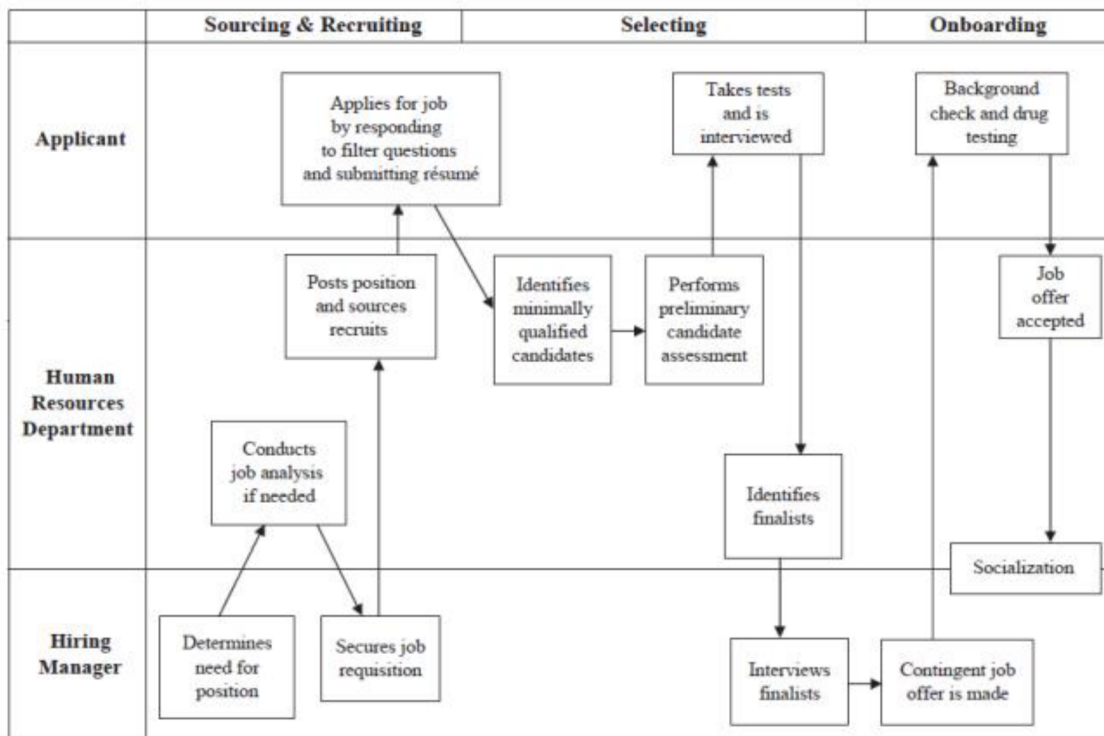 Sourcing & Recruiting
Selecting
Onboarding
Applicant
Applies for job
by responding
to filter questions
and submitting résumé
Takes tests
and is
interviewed
Background
check and drug
testing
Human
Resources
Department
Posts position
and sources
recruits
Identifies
minimally
qualified
candidates
Performs
preliminary
candidate
assessment
Job
offer
accepted
Conducts
job analysis
if needed
Identifies
finalists
Socialization
Hiring
Manager
Determines
need for
position
Secures job
requisition
Interviews
finalists
Contingent job
offer is made